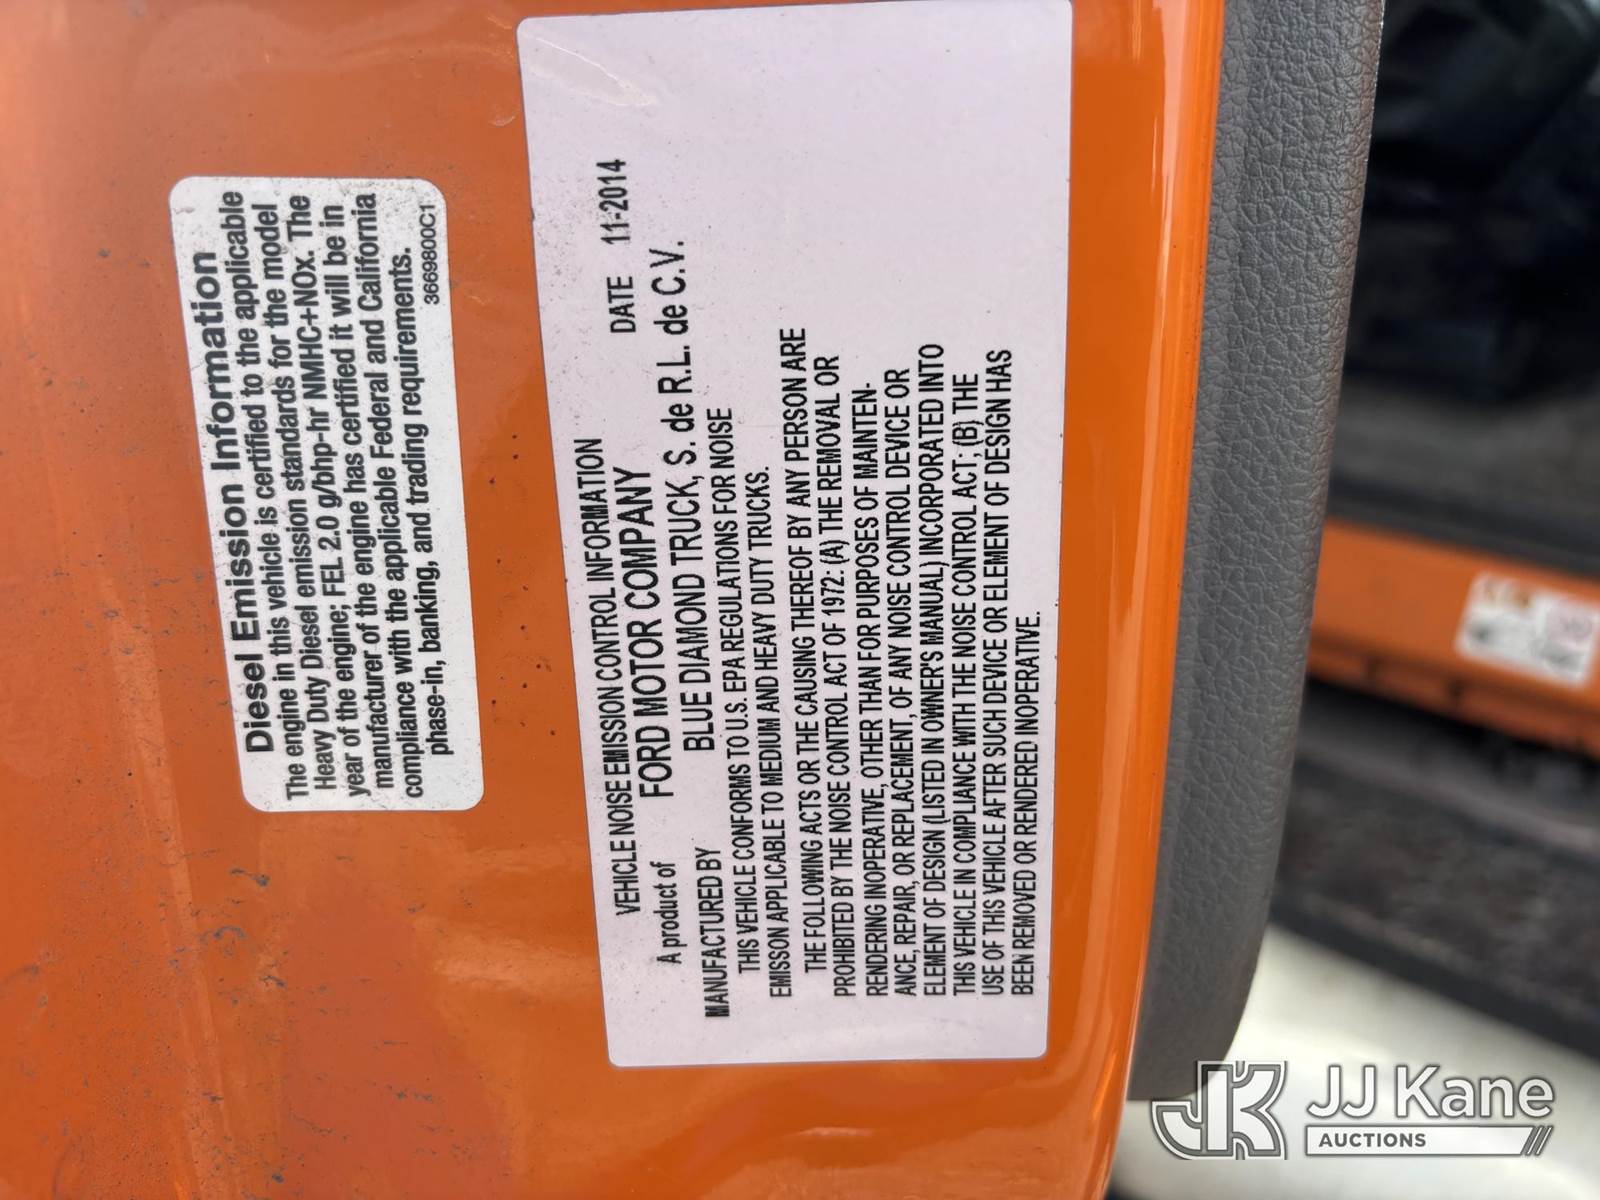 Diesel Emission Information
The engine in this vehicle is certified to the applicable
Heavy Duty Diesel emission standards for the model
year of the engine; FEL 2.0 g/bhp-hr NMHC+NOx. The
manufacturer of the engine has certified it will be in
compliance with the applicable Federal and California
phase-in, banking, and trading requirements.
3669800C1
VEHICLE NOISE EMISSION CONTROL INFORMATION
A product of FORD MOTOR COMPANY DATE 11-2014
MANUFACTURED BY BLUE DIAMOND TRUCK, S. de R.L. de C.V.
THIS VEHICLE CONFORMS TO U.S. EPA REGULATIONS FOR NOISE
EMISSON APPLICABLE TO MEDIUM AND HEAVY DUTY TRUCKS.
THE FOLLOWING ACTS OR THE CAUSING THEREOF BY ANY PERSON ARE
PROHIBITED BY THE NOISE CONTROL ACT OF 1972: (A) THE REMOVAL OR
RENDERING INOPERATIVE, OTHER THAN FOR PURPOSES OF MAINTEN-
ANCE, REPAIR, OR REPLACEMENT, OF ANY NOISE CONTROL DEVICE OR
ELEMENT OF DESIGN (LISTED IN OWNER'S MANUAL) INCORPORATED INTO
THIS VEHICLE IN COMPLIANCE WITH THE NOISE CONTROL ACT; (B) THE
USE OF THIS VEHICLE AFTER SUCH DEVICE OR ELEMENT OF DESIGN HAS
BEEN REMOVED OR RENDERED INOPERATIVE.
JK JJ Kane
AUCTIONS